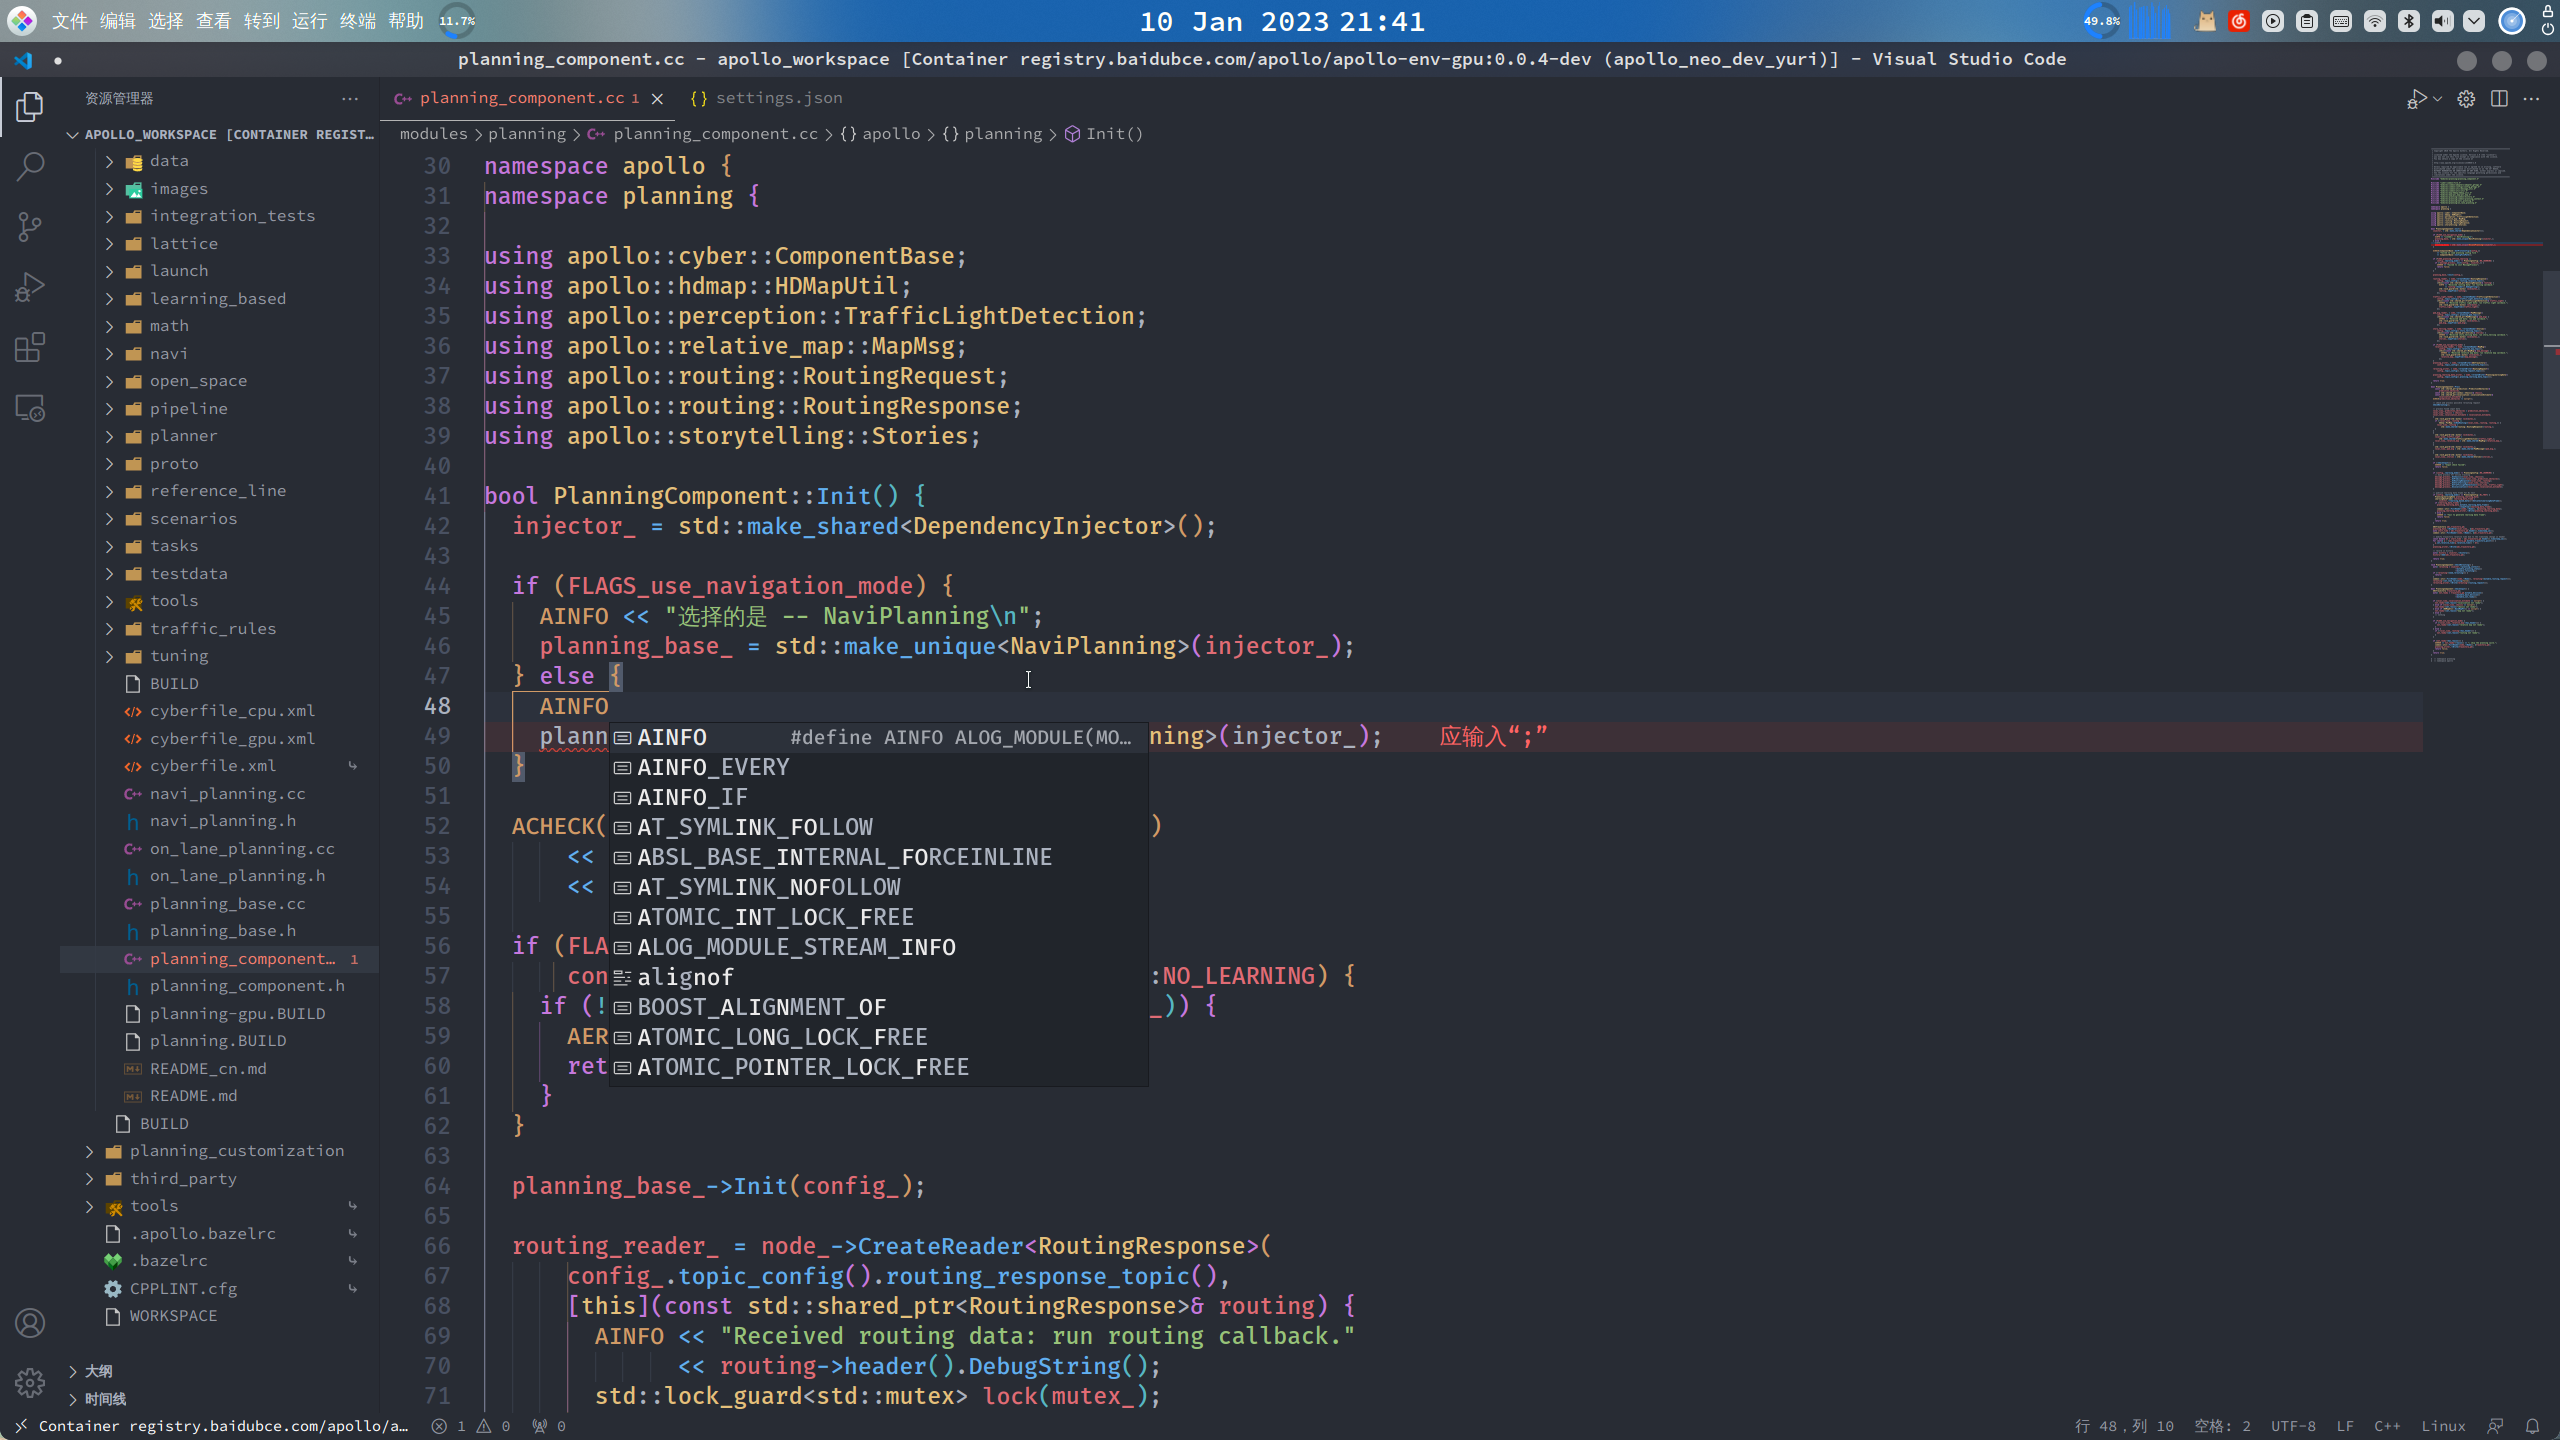 文件 编辑 选择 查看 转到 运行 终端 帮助 11.7% 10 Jan 2023 21:41 49.8%
planning_component.cc - apollo_workspace [Container registry.baidubce.com/apollo/apollo-env-gpu:0.0.4-dev (apollo_neo_dev_yuri)] - Visual Studio Code
资源管理器
APOLLO_WORKSPACE [CONTAINER REGIST...
data
images
integration_tests
lattice
launch
learning_based
math
navi
open_space
pipeline
planner
proto
reference_line
scenarios
tasks
testdata
tools
traffic_rules
tuning
BUILD
cyberfile_cpu.xml
cyberfile_gpu.xml
cyberfile.xml
navi_planning.cc
navi_planning.h
on_lane_planning.cc
on_lane_planning.h
planning_base.cc
planning_base.h
planning_component... 1
planning_component.h
planning-gpu.BUILD
planning.BUILD
README_cn.md
README.md
BUILD
planning_customization
third_party
tools
.apollo.bazelrc
.bazelrc
CPPLINT.cfg
WORKSPACE
大纲
时间线
planning_component.cc 1 settings.json
modules > planning > planning_component.cc > {} apollo > {} planning > Init()
30 namespace apollo {
31 namespace planning {
32
33 using apollo::cyber::ComponentBase;
34 using apollo::hdmap::HDMapUtil;
35 using apollo::perception::TrafficLightDetection;
36 using apollo::relative_map::MapMsg;
37 using apollo::routing::RoutingRequest;
38 using apollo::routing::RoutingResponse;
39 using apollo::storytelling::Stories;
40
41 bool PlanningComponent::Init() {
42 injector_ = std::make_shared<DependencyInjector>();
43
44 if (FLAGS_use_navigation_mode) {
45 AINFO << "选择的是 -- NaviPlanning\n";
46 planning_base_ = std::make_unique<NaviPlanning>(injector_);
47 } else {
48 AINFO
49 plann ning>(injector_); 应输入“;”
50 }
51
52 ACHECK( )
53 <<
54 <<
55
56 if (FLA
57 con :NO_LEARNING) {
58 if (! _)) {
59 AER
60 ret
61 }
62 }
63
64 planning_base_->Init(config_);
65
66 routing_reader_ = node_->CreateReader<RoutingResponse>(
67 config_.topic_config().routing_response_topic(),
68 [this](const std::shared_ptr<RoutingResponse>& routing) {
69 AINFO << "Received routing data: run routing callback."
70 << routing->header().DebugString();
71 std::lock_guard<std::mutex> lock(mutex_);
AINFO #define AINFO ALOG_MODULE(MO...
AINFO_EVERY
AINFO_IF
AT_SYMLINK_FOLLOW
ABSL_BASE_INTERNAL_FORCEINLINE
AT_SYMLINK_NOFOLLOW
ATOMIC_INT_LOCK_FREE
ALOG_MODULE_STREAM_INFO
alignof
BOOST_ALIGNMENT_OF
ATOMIC_LONG_LOCK_FREE
ATOMIC_POINTER_LOCK_FREE
Container registry.baidubce.com/apollo/a... 1 0 0 行 48，列 10 空格: 2 UTF-8 LF C++ Linux